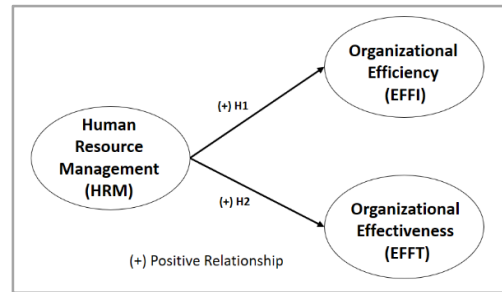 Organizational
Efficiency
(EFFI)
(+) H1
Human
Resource
Management
(HRM)
(+) H2
Organizational
Effectiveness
(EFFT)
(+) Positive Relationship